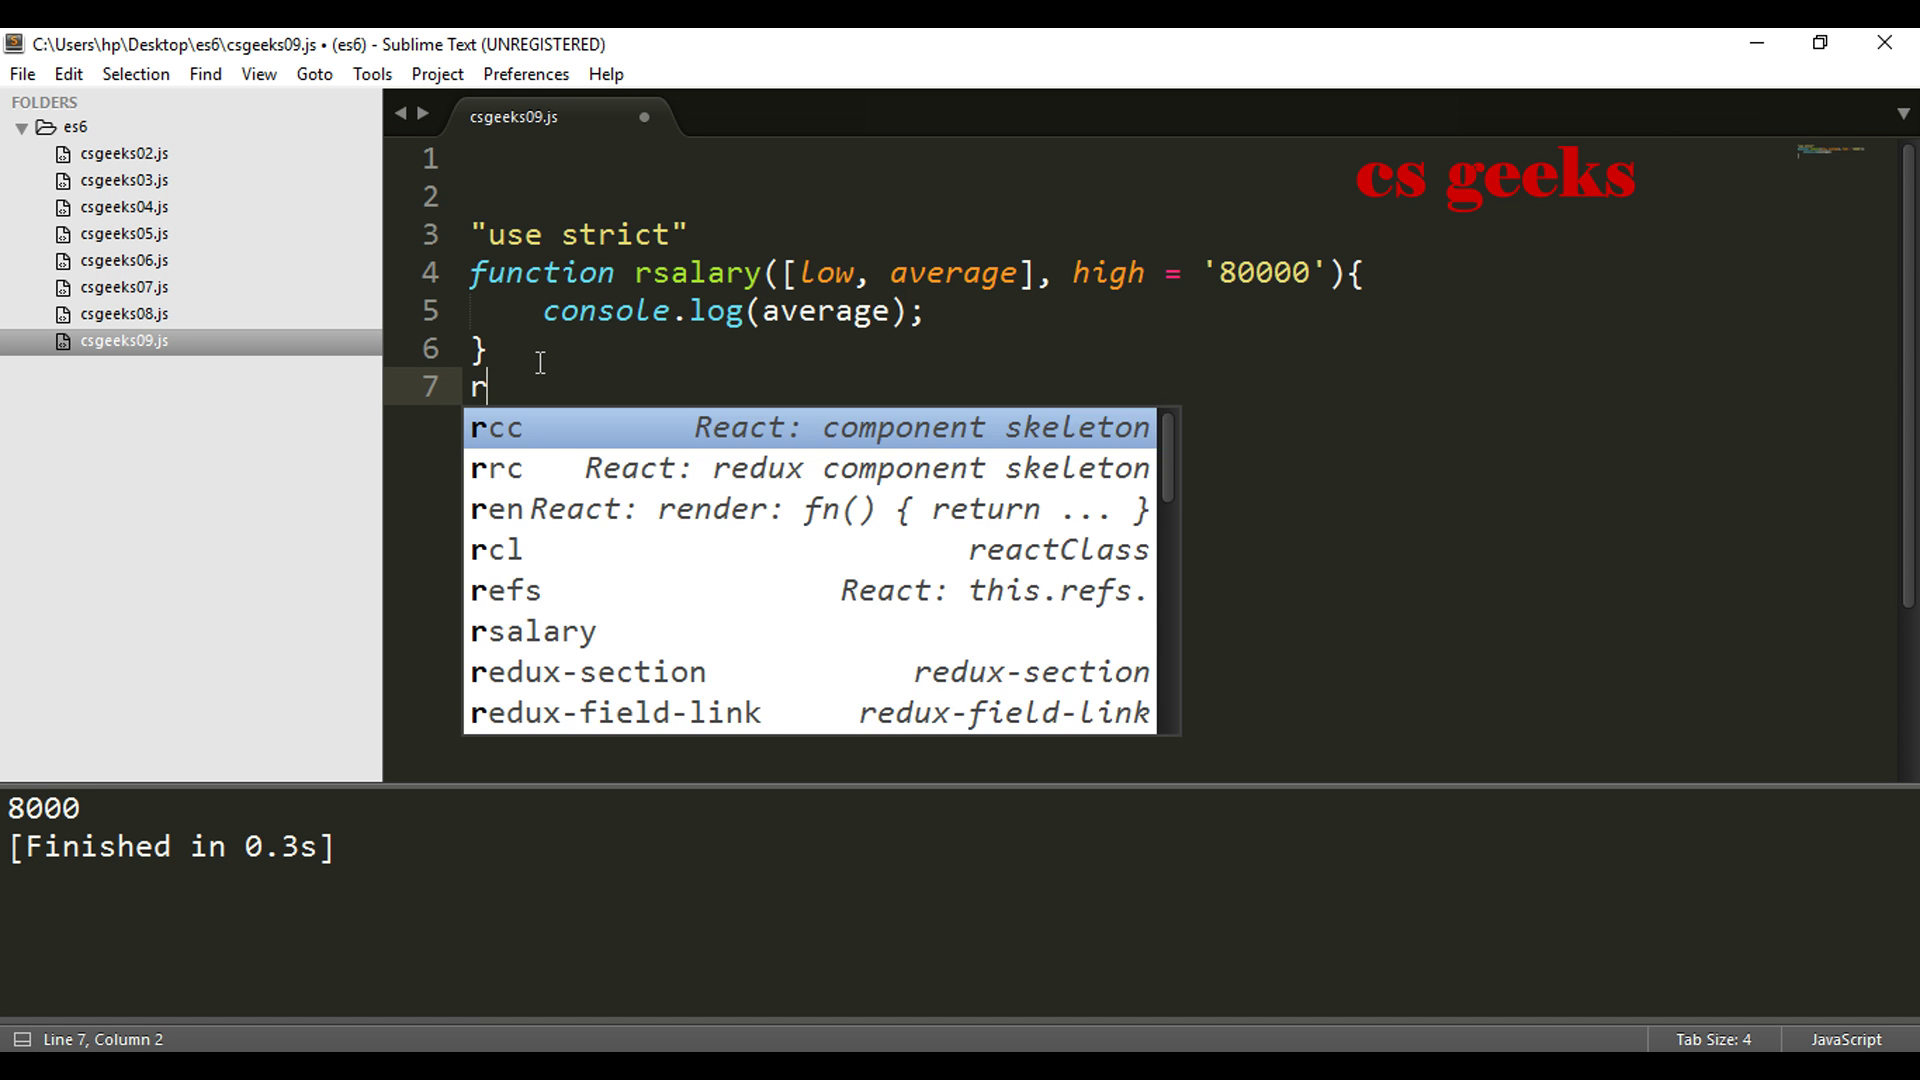 C:\Users\hp\Desktop\es6\csgeeks09.js • (es6) - Sublime Text (UNREGISTERED)
File Edit Selection Find View Goto Tools Project Preferences Help
FOLDERS
es6
csgeeks02.js
csgeeks03.js
csgeeks04.js
csgeeks05.js
csgeeks06.js
csgeeks07.js
csgeeks08.js
csgeeks09.js
csgeeks09.js
cs geeks
1
2
3 "use strict"
4 function rsalary([low, average], high = '80000'){
5 console.log(average);
6 }
7 r
rcc React: component skeleton
rrc React: redux component skeleton
ren React: render: fn() { return ... }
rcl reactClass
refs React: this.refs.
rsalary
redux-section redux-section
redux-field-link redux-field-link
8000
[Finished in 0.3s]
Line 7, Column 2 Tab Size: 4 JavaScript